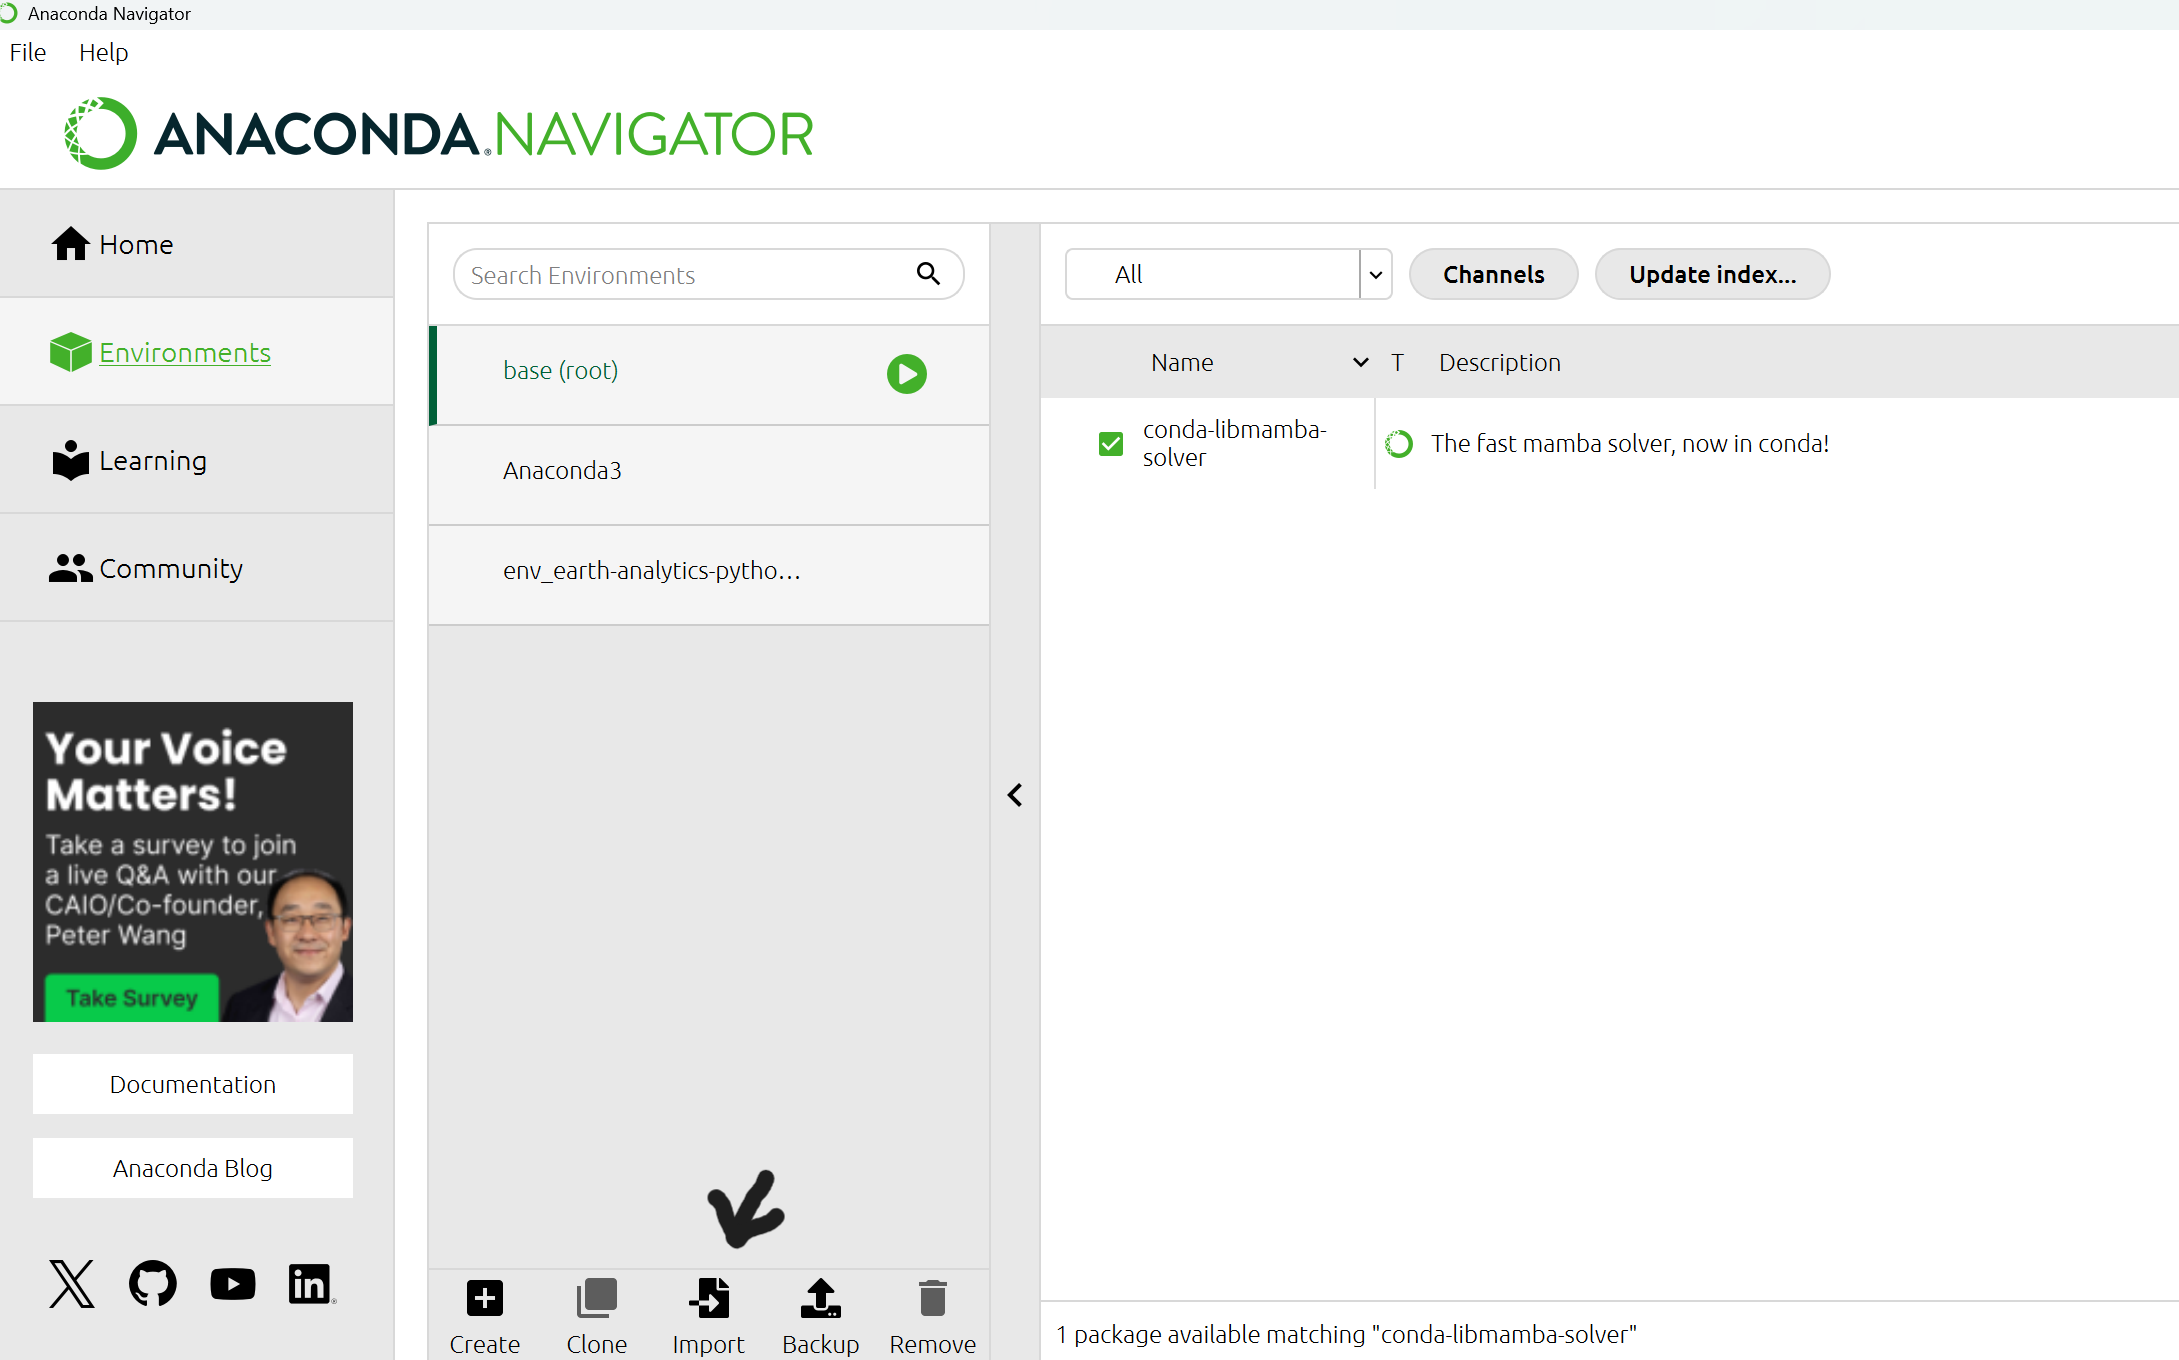 Anaconda Navigator
File Help
ANACONDA.NAVIGATOR
Home
Environments
Learning
Community
Your Voice
Matters!
Take a survey to join
a live Q&A with our
CAIO/Co-founder,
Peter Wang
Take Survey
Documentation
Anaconda Blog
Search Environments
base (root)
Anaconda3
env_earth-analytics-pytho...
Create Clone Import Backup Remove
All Channels Update index...
Name T Description
conda-libmamba-
solver
The fast mamba solver, now in conda!
1 package available matching "conda-libmamba-solver"